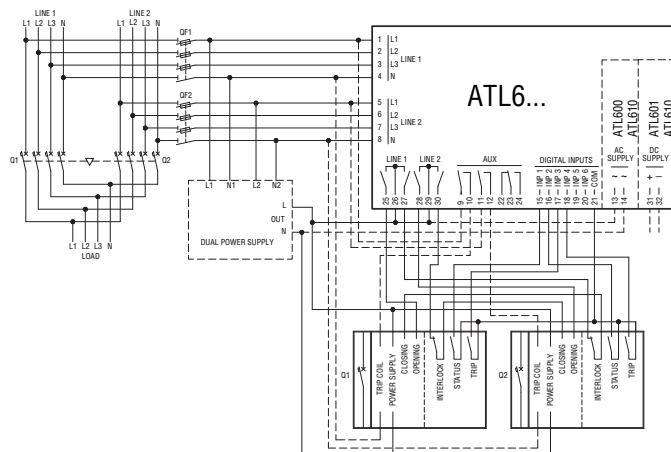 LINE 1
LINE 2
L1 L2 L3 N
L1 L2 L3 N
QF1
QF2
1 L1
2 L2
3 L3
4 N
LINE 1
5 L1
6 L2
7 L3
8 N
LINE 2
ATL6...
ATL600
ATL610
ATL601
ATL610
AC SUPPLY
DC SUPPLY
~ ~
+ –
LINE 1
LINE 2
AUX
DIGITAL INPUTS
INP 1
INP 2
INP 3
INP 4
INP 5
INP 6
COM
25 26 27 28 29 30
9 10 11 12 22 23 24
15 16 17 18 19 20 21
13 14
31 32
Q1
Q2
L1 L2 L3 N
LOAD
L1 N1 L2 N2
L
OUT
N
DUAL POWER SUPPLY
Q1
TRIP COIL
POWER SUPPLY
CLOSING
OPENING
INTERLOCK
STATUS
TRIP
Q2
TRIP COIL
POWER SUPPLY
CLOSING
OPENING
INTERLOCK
STATUS
TRIP